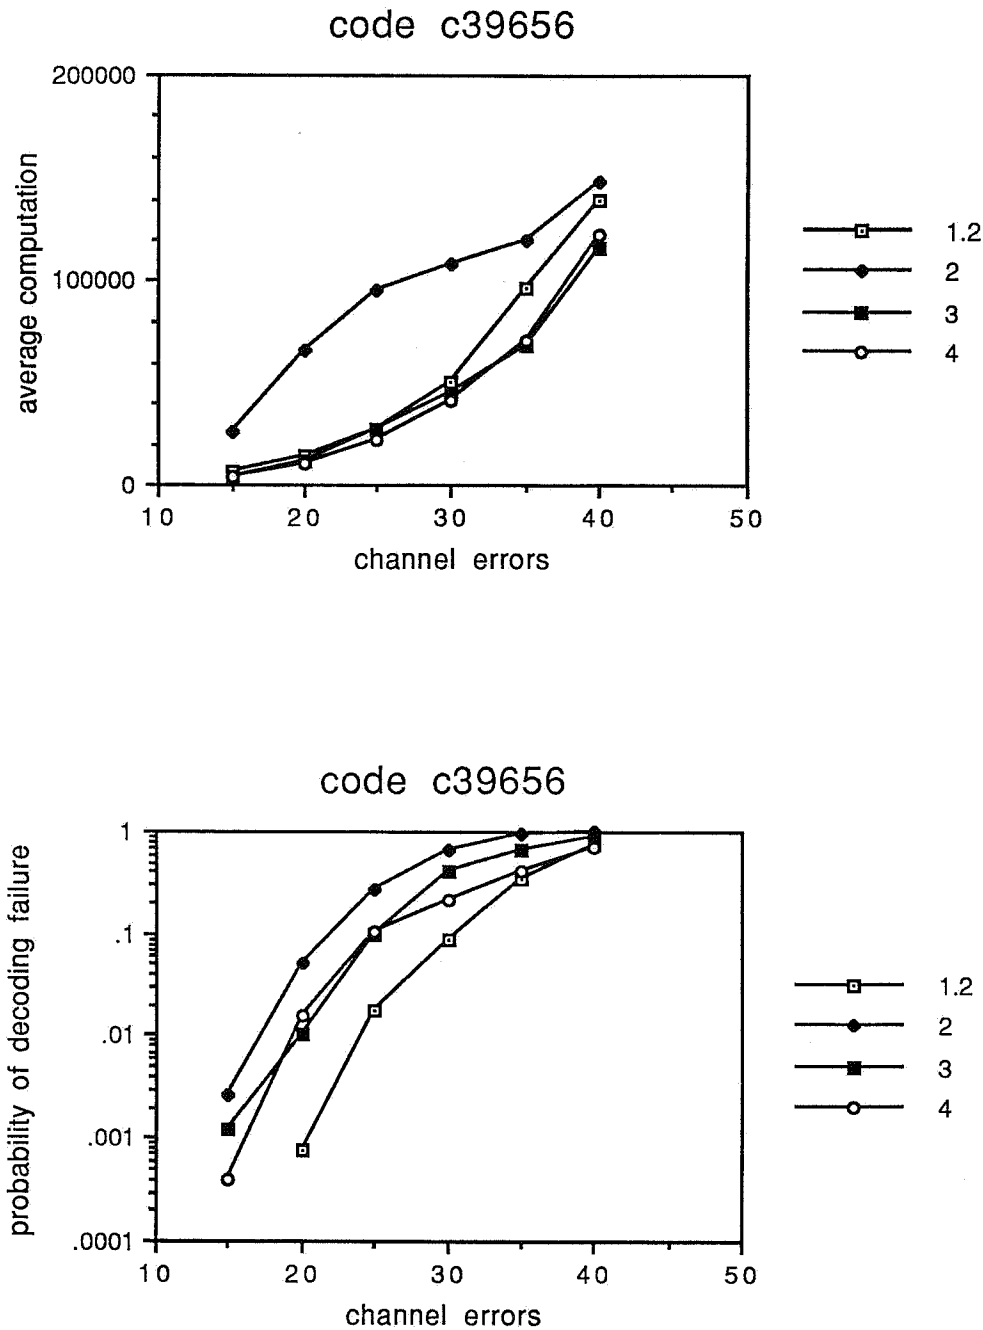 code c39656
200000
100000
0
average computation
10 20 30 40 50
channel errors
1.2
2
3
4
code c39656
1
.1
.01
.001
.0001
probability of decoding failure
10 20 30 40 50
channel errors
1.2
2
3
4